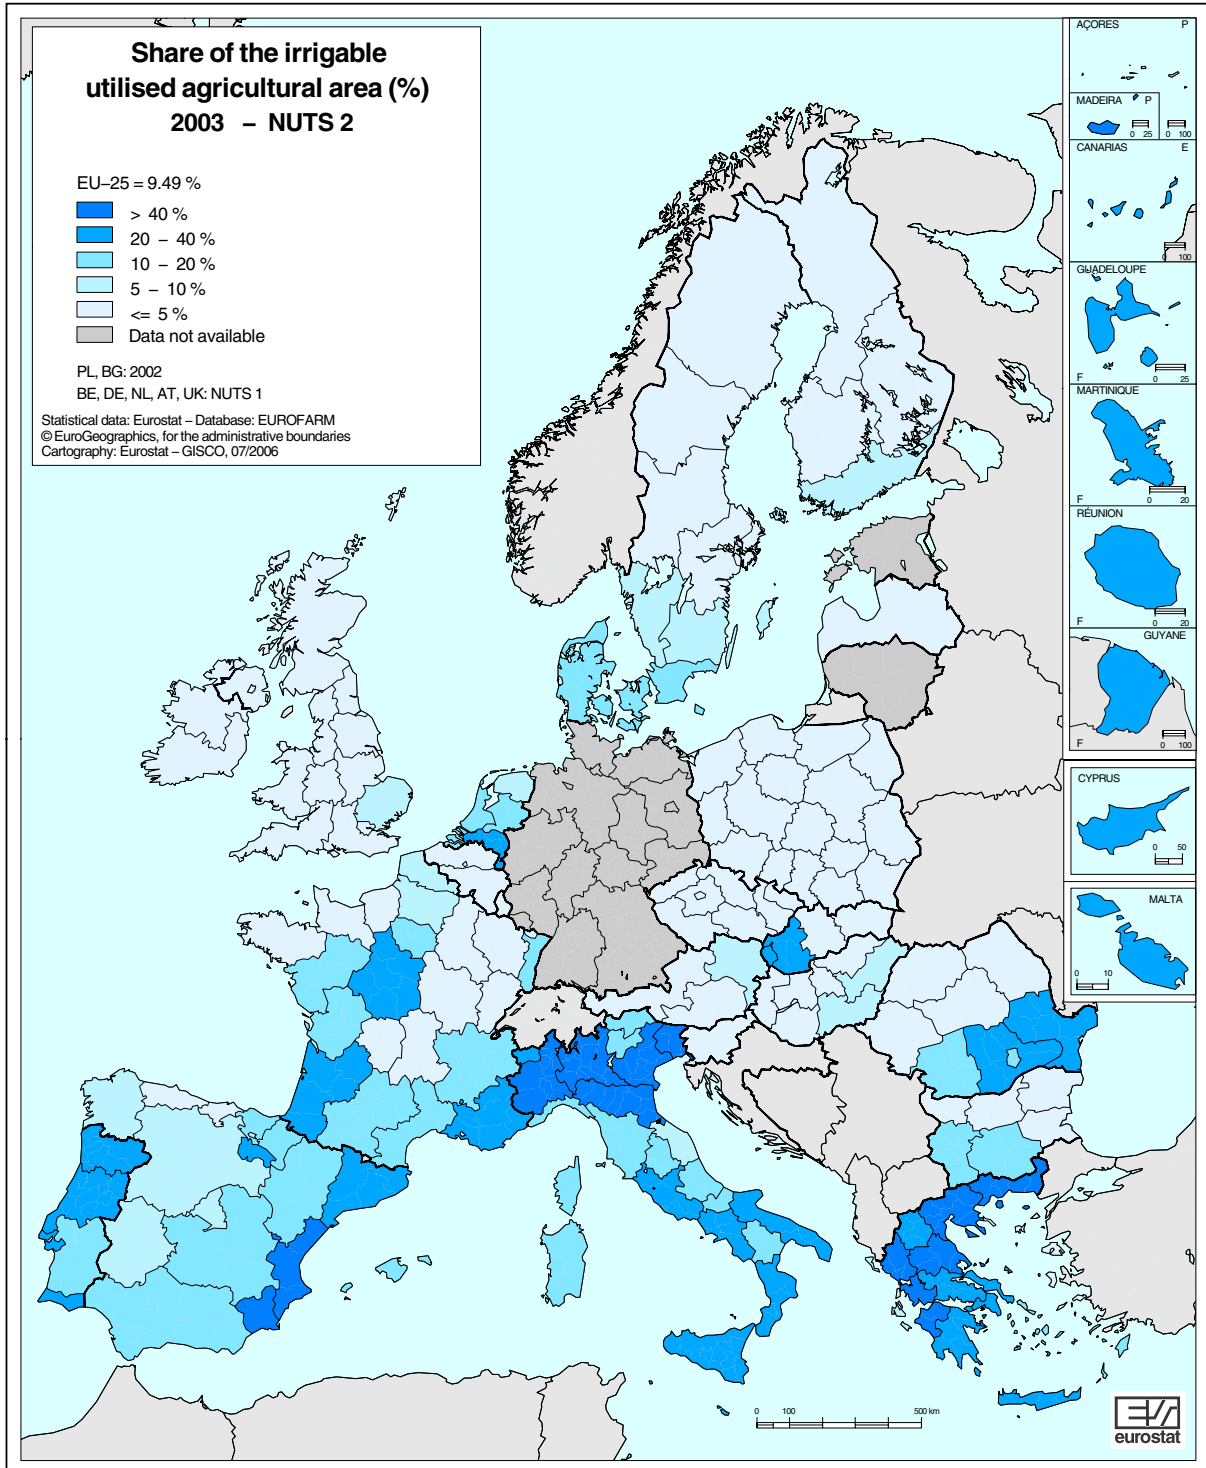 Share of the irrigable
utilised agricultural area (%)
2003 – NUTS 2
EU–25 = 9.49 %
> 40 %
20 – 40 %
10 – 20 %
5 – 10 %
<= 5 %
Data not available
PL, BG: 2002
BE, DE, NL, AT, UK: NUTS 1
Statistical data: Eurostat – Database: EUROFARM
© EuroGeographics, for the administrative boundaries
Cartography: Eurostat – GISCO, 07/2006
AÇORES P
MADEIRA P
0 25
0 100
CANARIAS E
0 100
GUADELOUPE
F
0 25
MARTINIQUE
F
0 20
RÉUNION
F
0 20
GUYANE
F
0 100
CYPRUS
0 50
MALTA
0 10
0 100 500 km
eurostat